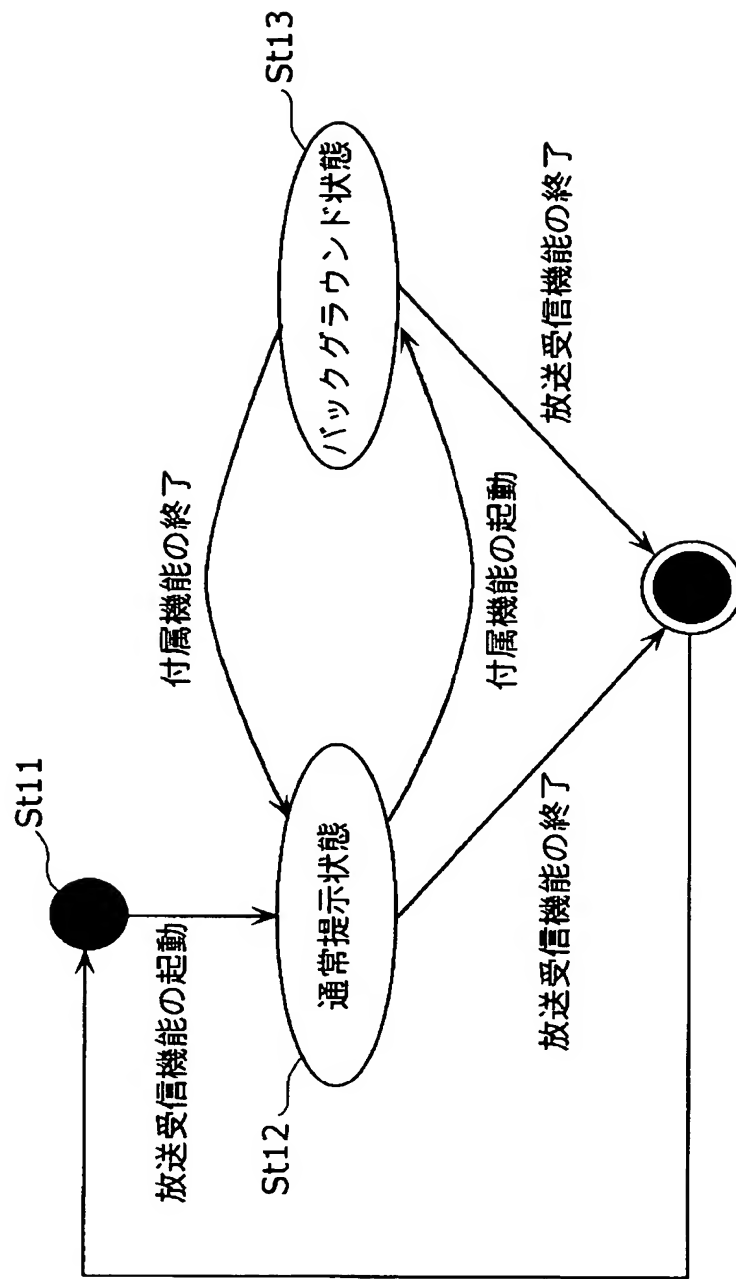 St11
放送受信機能の起動
St12
通常提示状態
付属機能の終了
St13
バックグラウンド状態
付属機能の起動
放送受信機能の終了
放送受信機能の終了